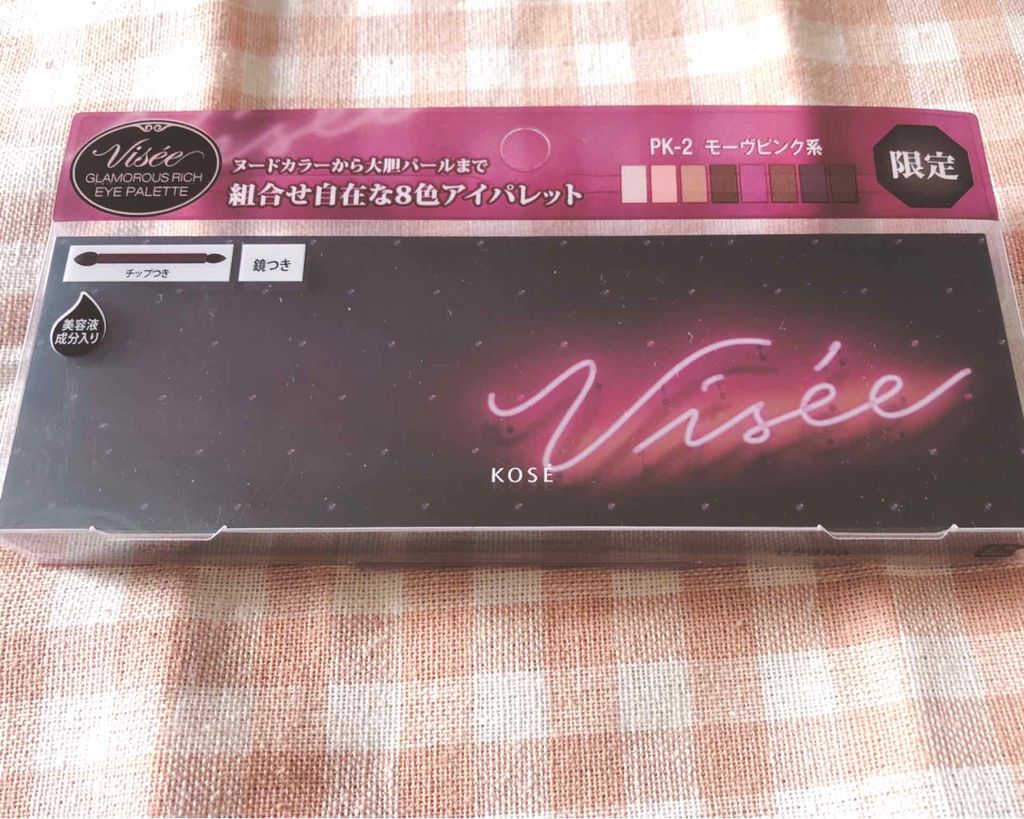 Visée
GLAMOROUS RICH
EYE PALETTE
ヌードカラーから大胆パールまで
組合せ自在な8色アイパレット
PK-2 モーヴピンク系
限定
チップつき
鏡つき
美容液
成分入り
Visée
KOSÉ